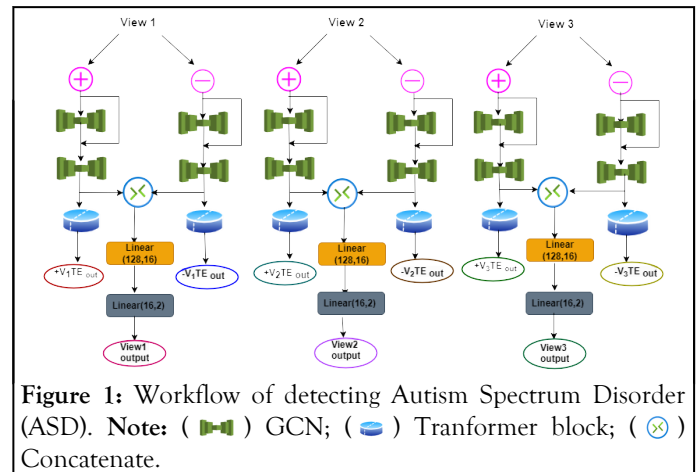 View 1 View 2 View 3
+ − + − + −
Linear (128,16) Linear (128,16) Linear (128,16)
+V1TE out -V1TE out +V2TE out -V2TE out +V3TE out -V3TE out
Linear(16,2) Linear(16,2) Linear(16,2)
View1 output View2 output View3 output
Figure 1: Workflow of detecting Autism Spectrum Disorder
(ASD). Note: ( ) GCN; ( ) Tranformer block; ( )
Concatenate.